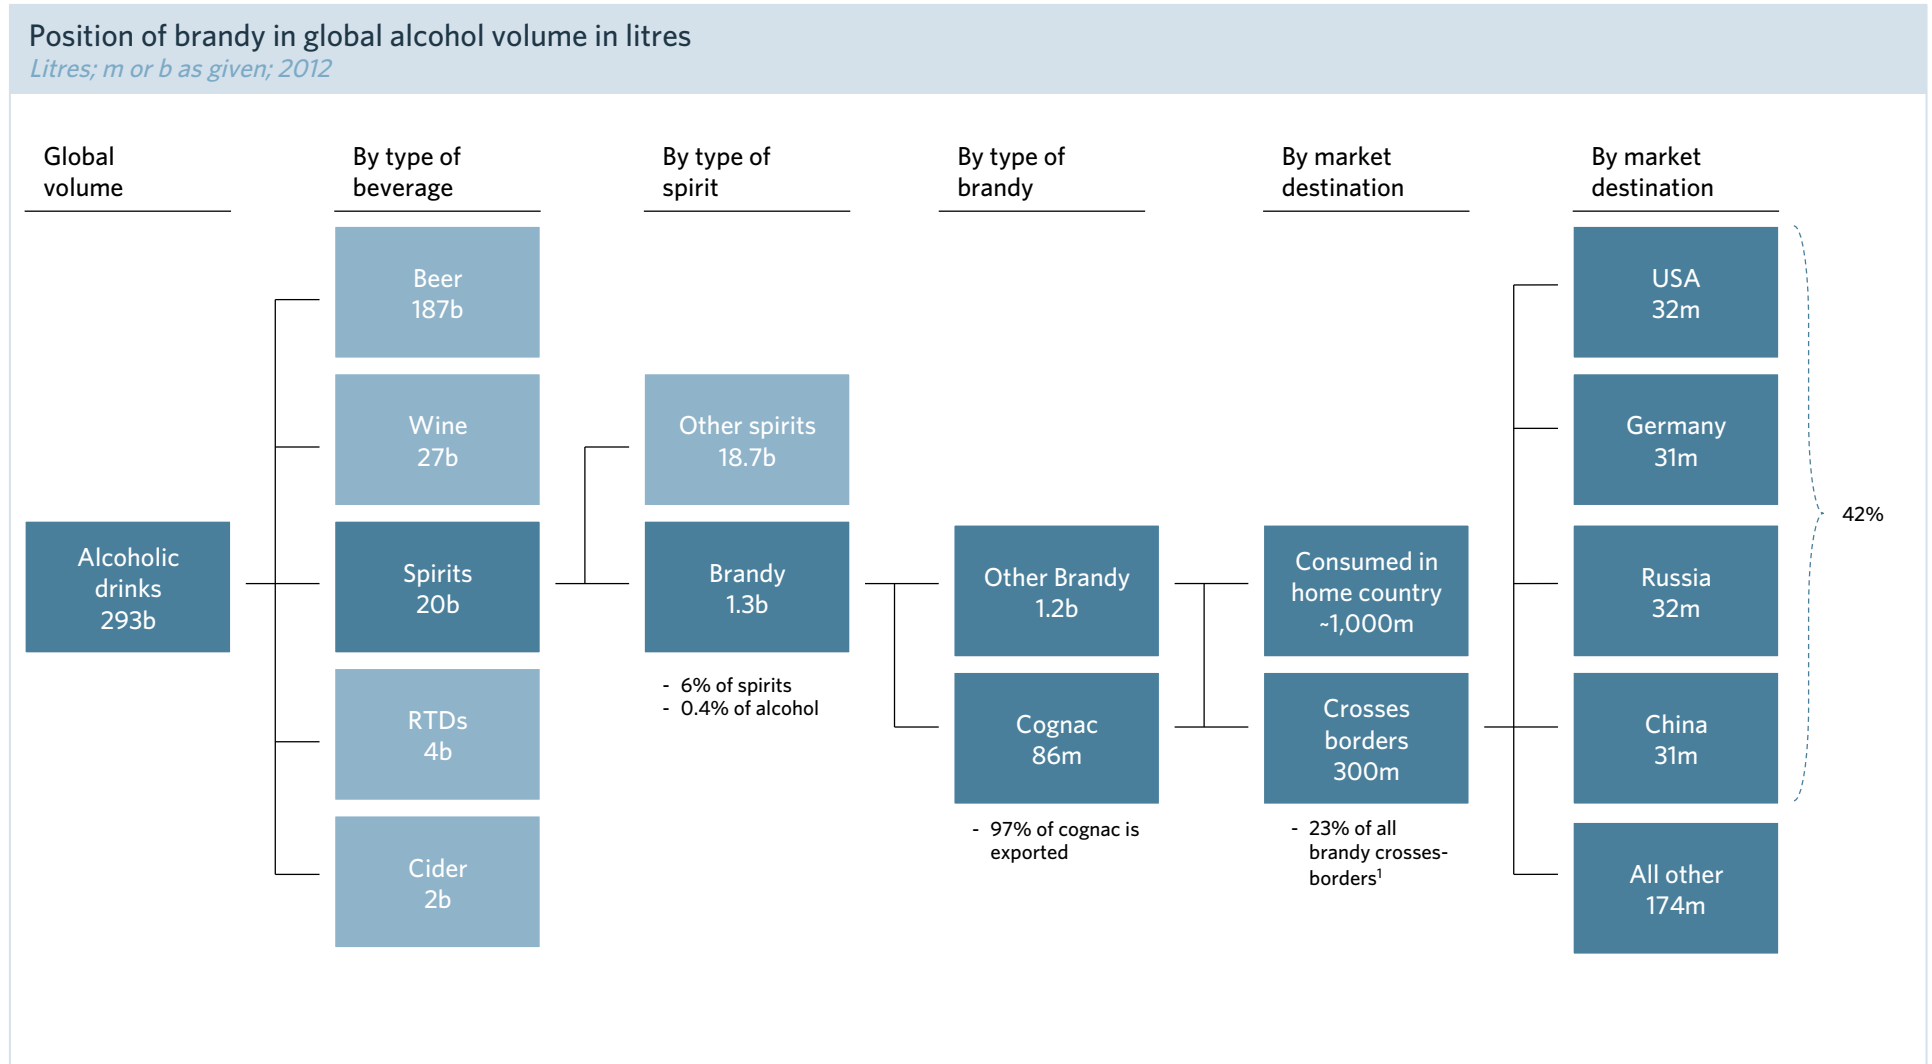 Position of brandy in global alcohol volume in litres
Litres; m or b as given; 2012
Global
volume
By type of
beverage
By type of
spirit
By type of
brandy
By market
destination
By market
destination
Alcoholic
drinks
293b
Beer
187b
Wine
27b
Spirits
20b
RTDs
4b
Cider
2b
Other spirits
18.7b
Brandy
1.3b
- 6% of spirits
- 0.4% of alcohol
Other Brandy
1.2b
Cognac
86m
- 97% of cognac is
exported
Consumed in
home country
~1,000m
Crosses
borders
300m
- 23% of all
brandy crosses-
borders¹
USA
32m
Germany
31m
Russia
32m
China
31m
All other
174m
42%